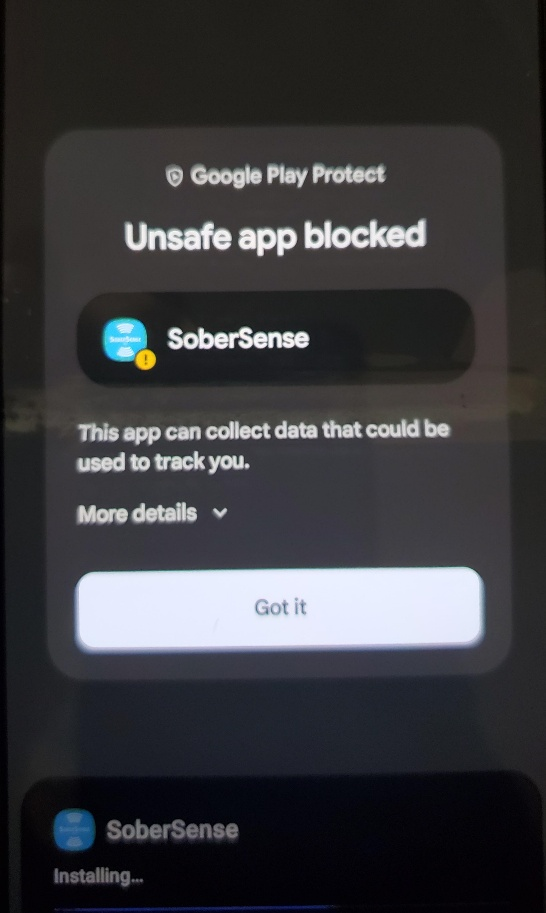 Google Play Protect
Unsafe app blocked
SoberSense
This app can collect data that could be
used to track you.
More details
Got it
SoberSense
Installing...